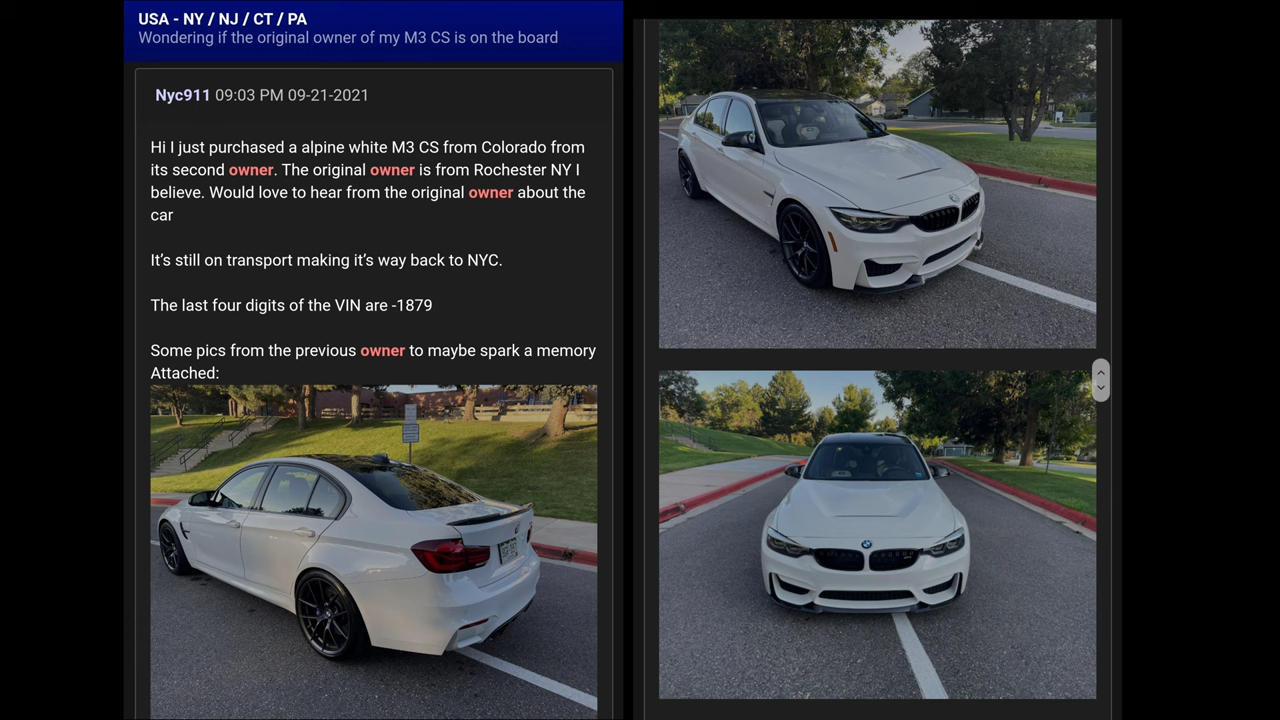 USA - NY / NJ / CT / PA
Wondering if the original owner of my M3 CS is on the board
Nyc911 09:03 PM 09-21-2021
Hi I just purchased a alpine white M3 CS from Colorado from
its second owner. The original owner is from Rochester NY I
believe. Would love to hear from the original owner about the
car
It’s still on transport making it’s way back to NYC.
The last four digits of the VIN are -1879
Some pics from the previous owner to maybe spark a memory
Attached: